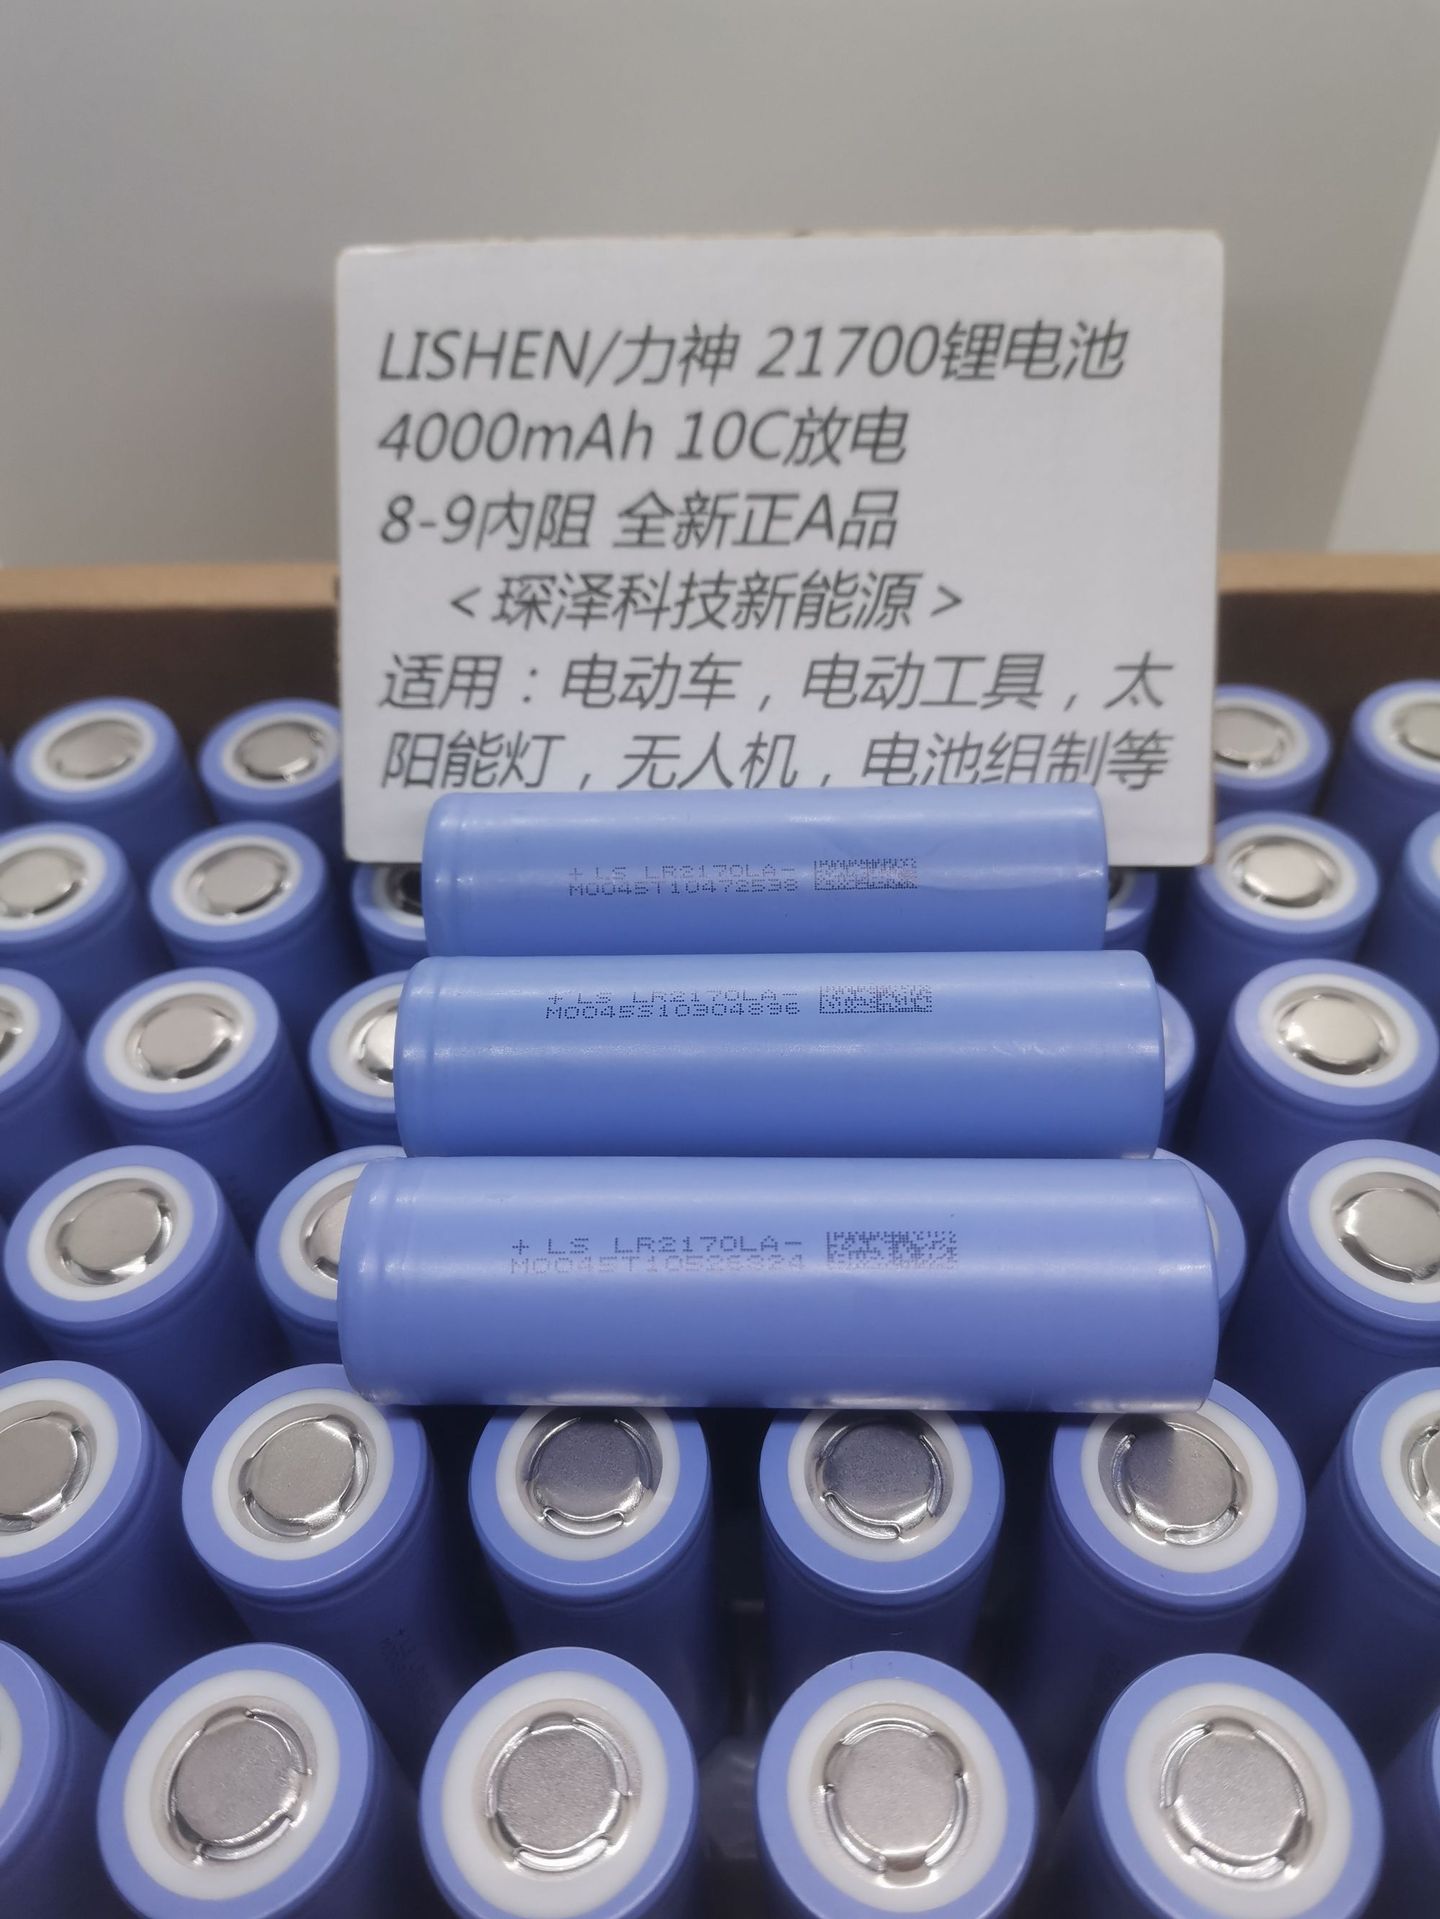 LISHEN/力神 21700锂电池
4000mAh 10C放电
8-9内阻 全新正A品
<琛泽科技新能源>
适用：电动车，电动工具，太
阳能灯，无人机，电池组制等
+ LS LR2170LA-
M0045T10472598
+ LS LR2170LA-
M0045S10904896
+ LS LR2170LA-
M0045T10526324